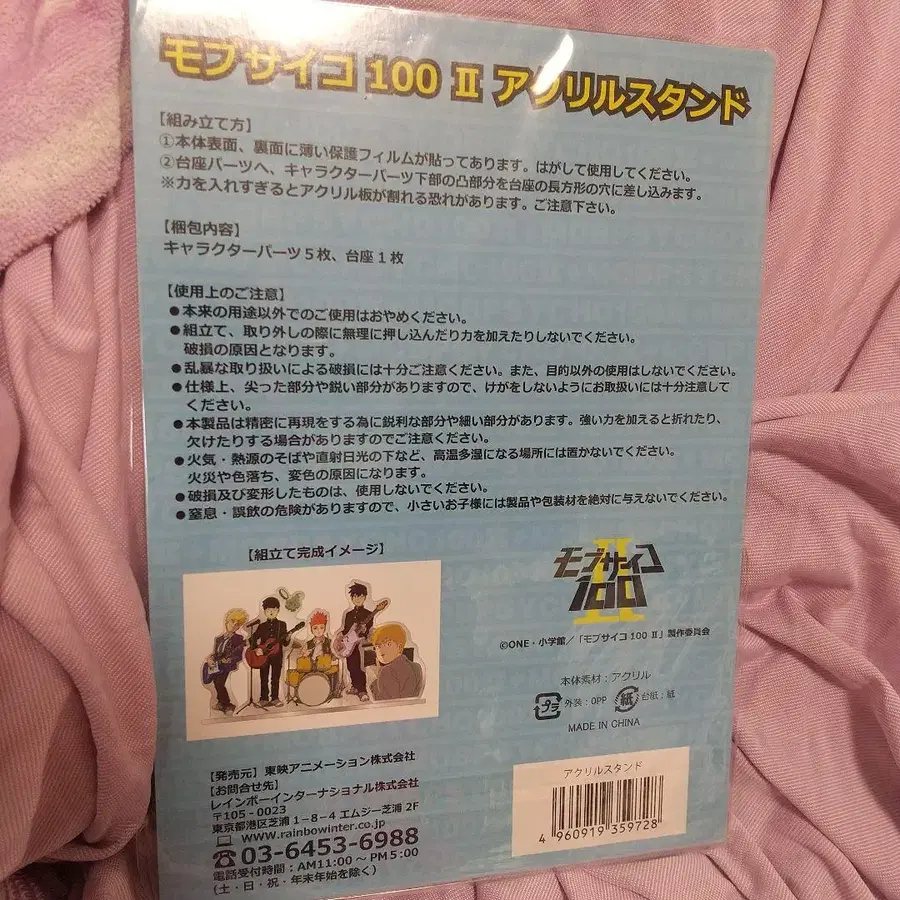 モブサイコ 100 Ⅱ アクリルスタンド
【組み立て方】
①本体表面、裏面に薄い保護フィルムが貼ってあります。はがして使用してください。
②台座パーツへ、キャラクターパーツ下部の凸部分を台座の長方形の穴に差し込みます。
※力を入れすぎるとアクリル板が割れる恐れがあります。ご注意下さい。
【梱包内容】
キャラクターパーツ5枚、台座1枚
【使用上のご注意】
●本来の用途以外でのご使用はおやめください。
●組立て、取り外しの際に無理に押し込んだり力を加えたりしないでください。
破損の原因となります。
●乱暴な取り扱いによる破損には十分ご注意ください。また、目的以外の使用はしないでください。
●仕様上、尖った部分や鋭い部分がありますので、けがをしないようにお取扱いには十分注意して
ください。
●本製品は精密に再現をする為に鋭利な部分や細い部分があります。強い力を加えると折れたり、
欠けたりする場合がありますのでご注意ください。
●火気・熱源のそばや直射日光の下など、高温多湿になる場所には置かないでください。
火災や色落ち、変色の原因になります。
●破損及び変形したものは、使用しないでください。
●窒息・誤飲の危険がありますので、小さいお子様には製品や包装材を絶対に与えないでください。
【組立て完成イメージ】
モブサイコ
100
Ⅱ
©ONE・小学館/「モブサイコ 100 Ⅱ」製作委員会
本体素材：アクリル
プラ 外装：OPP 紙 台紙：紙
MADE IN CHINA
【発売元】東映アニメーション株式会社
【お問合せ先】
レインボーインターナショナル株式会社
〒105-0023
東京都港区芝浦 1-8-4 エムジー芝浦 2F
www.rainbowinter.co.jp
03-6453-6988
電話受付時間：AM11:00～PM5:00
(土・日・祝・年末年始を除く)
アクリルスタンド
4 960919 359728